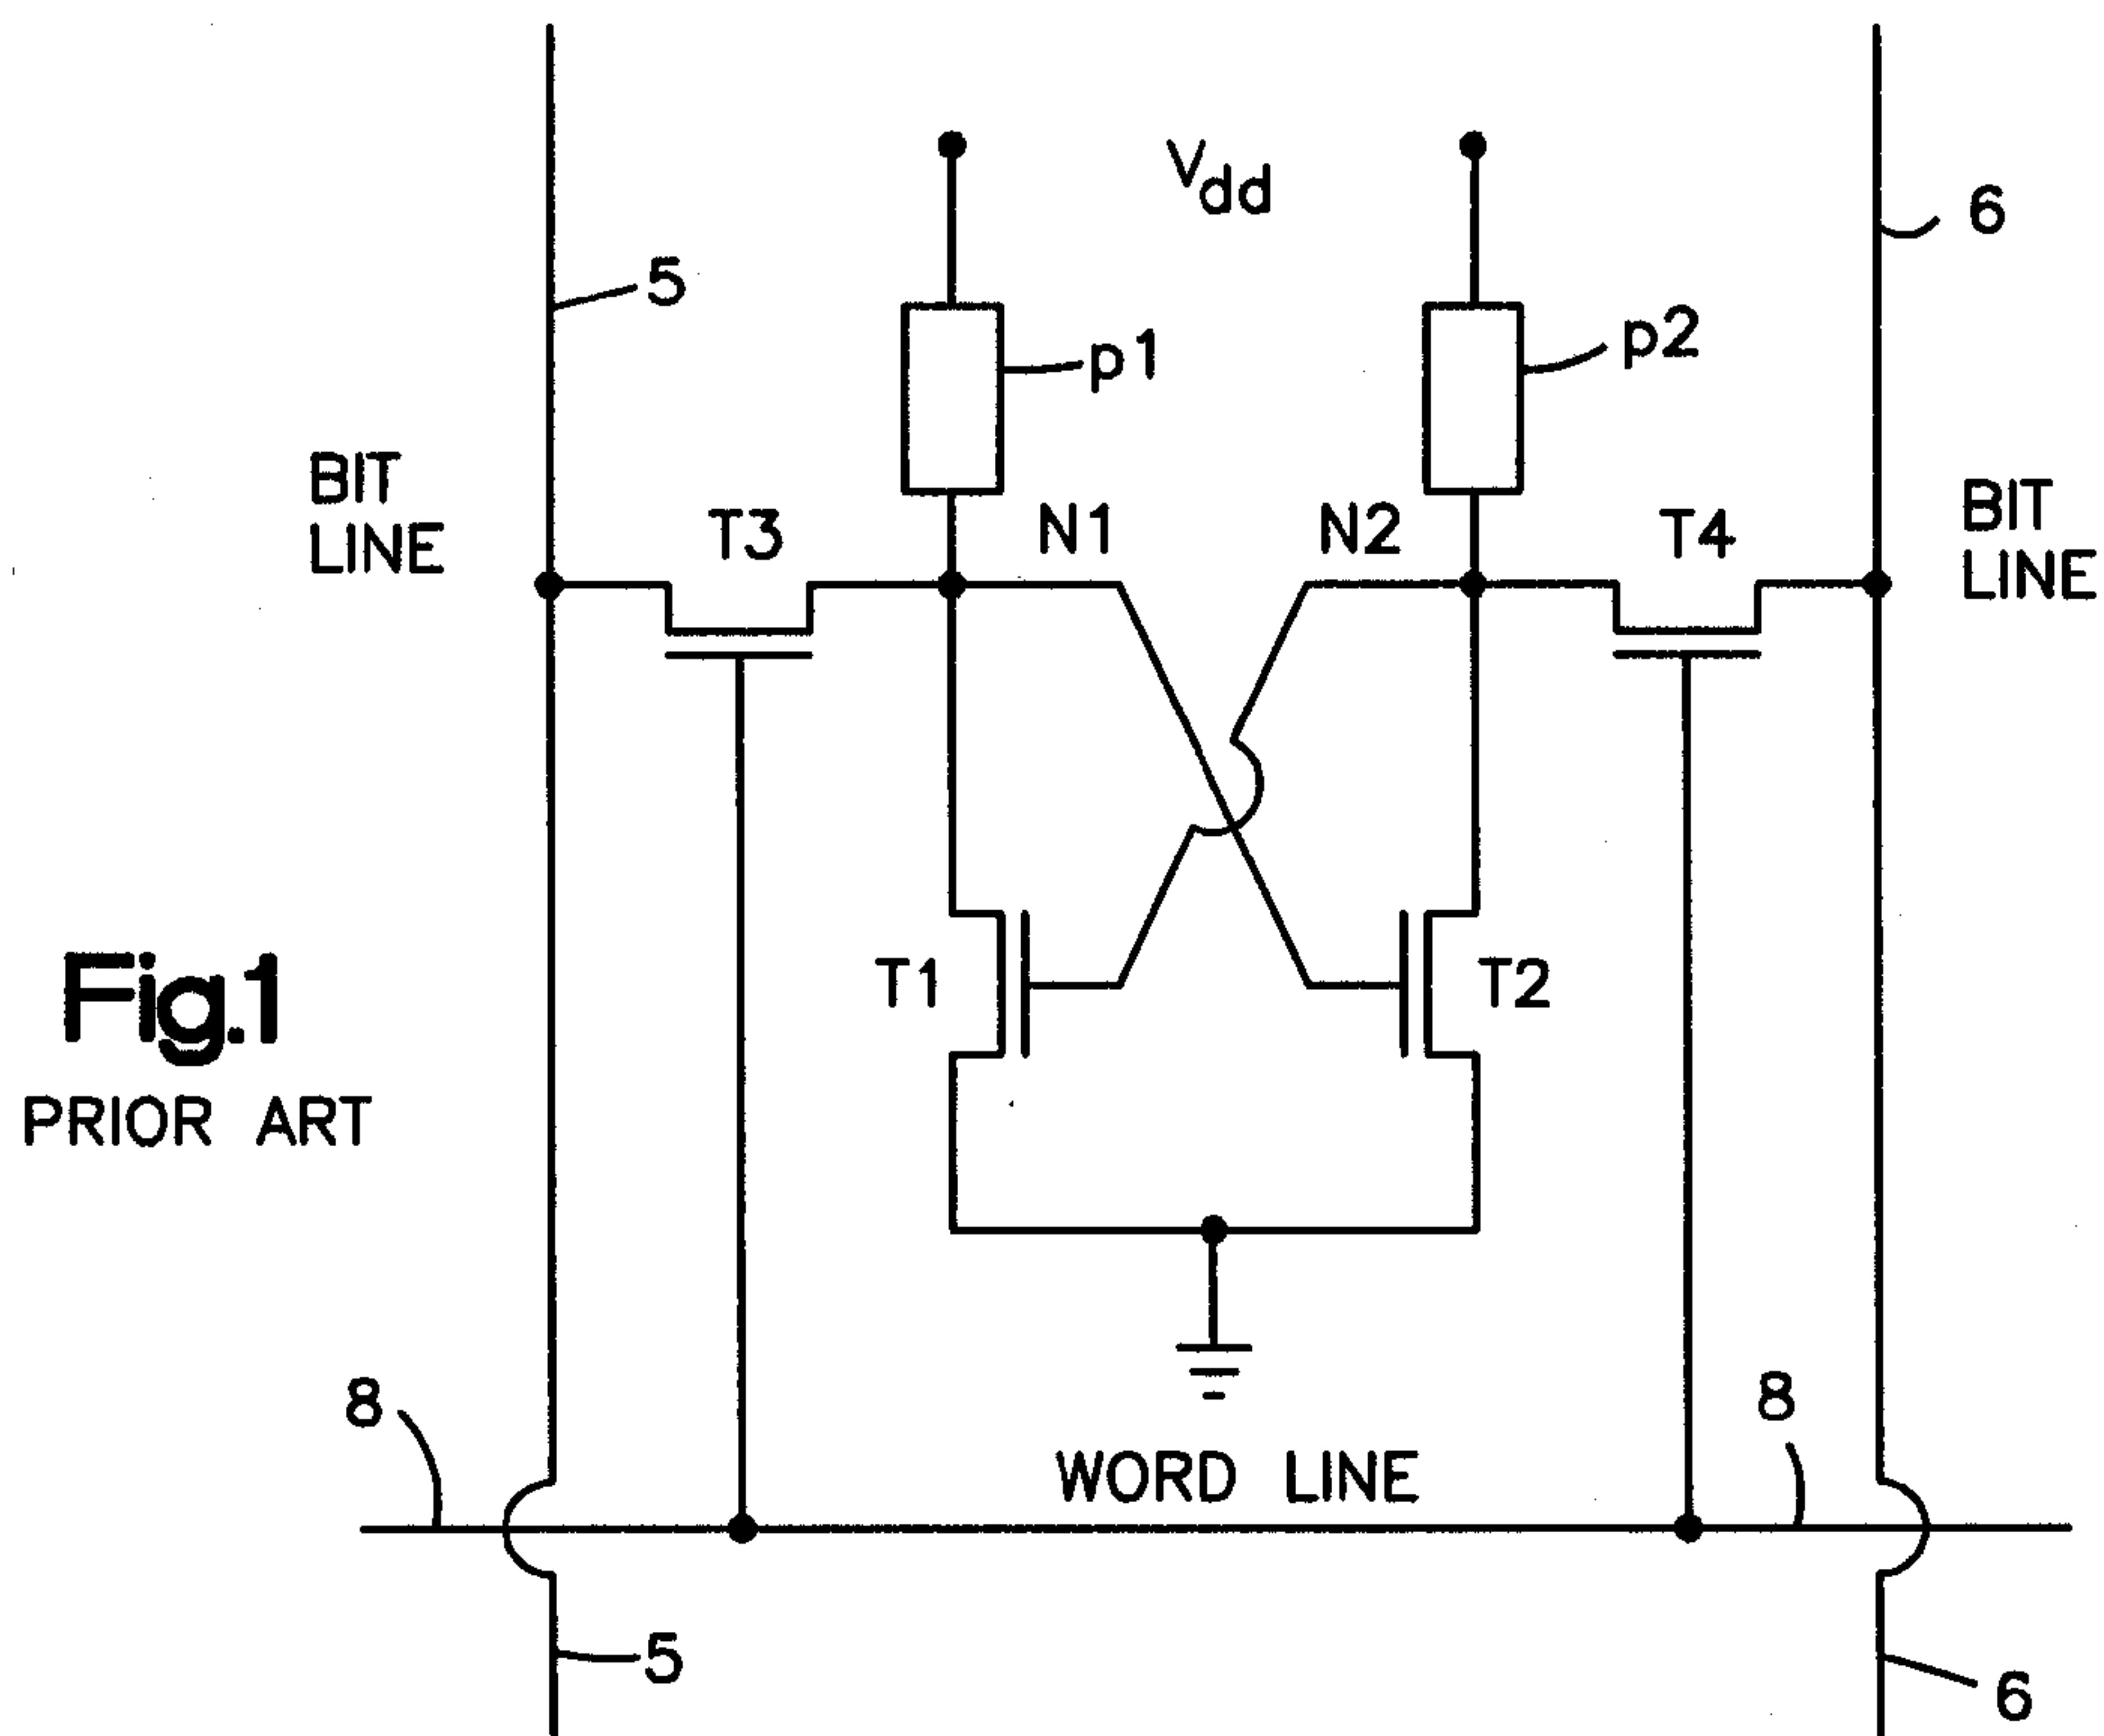 Vdd
6
5
p1
p2
BIT
LINE
T3
N1
N2
T4
BIT
LINE
T1
T2
Fig.1
PRIOR ART
8
8
WORD LINE
5
6